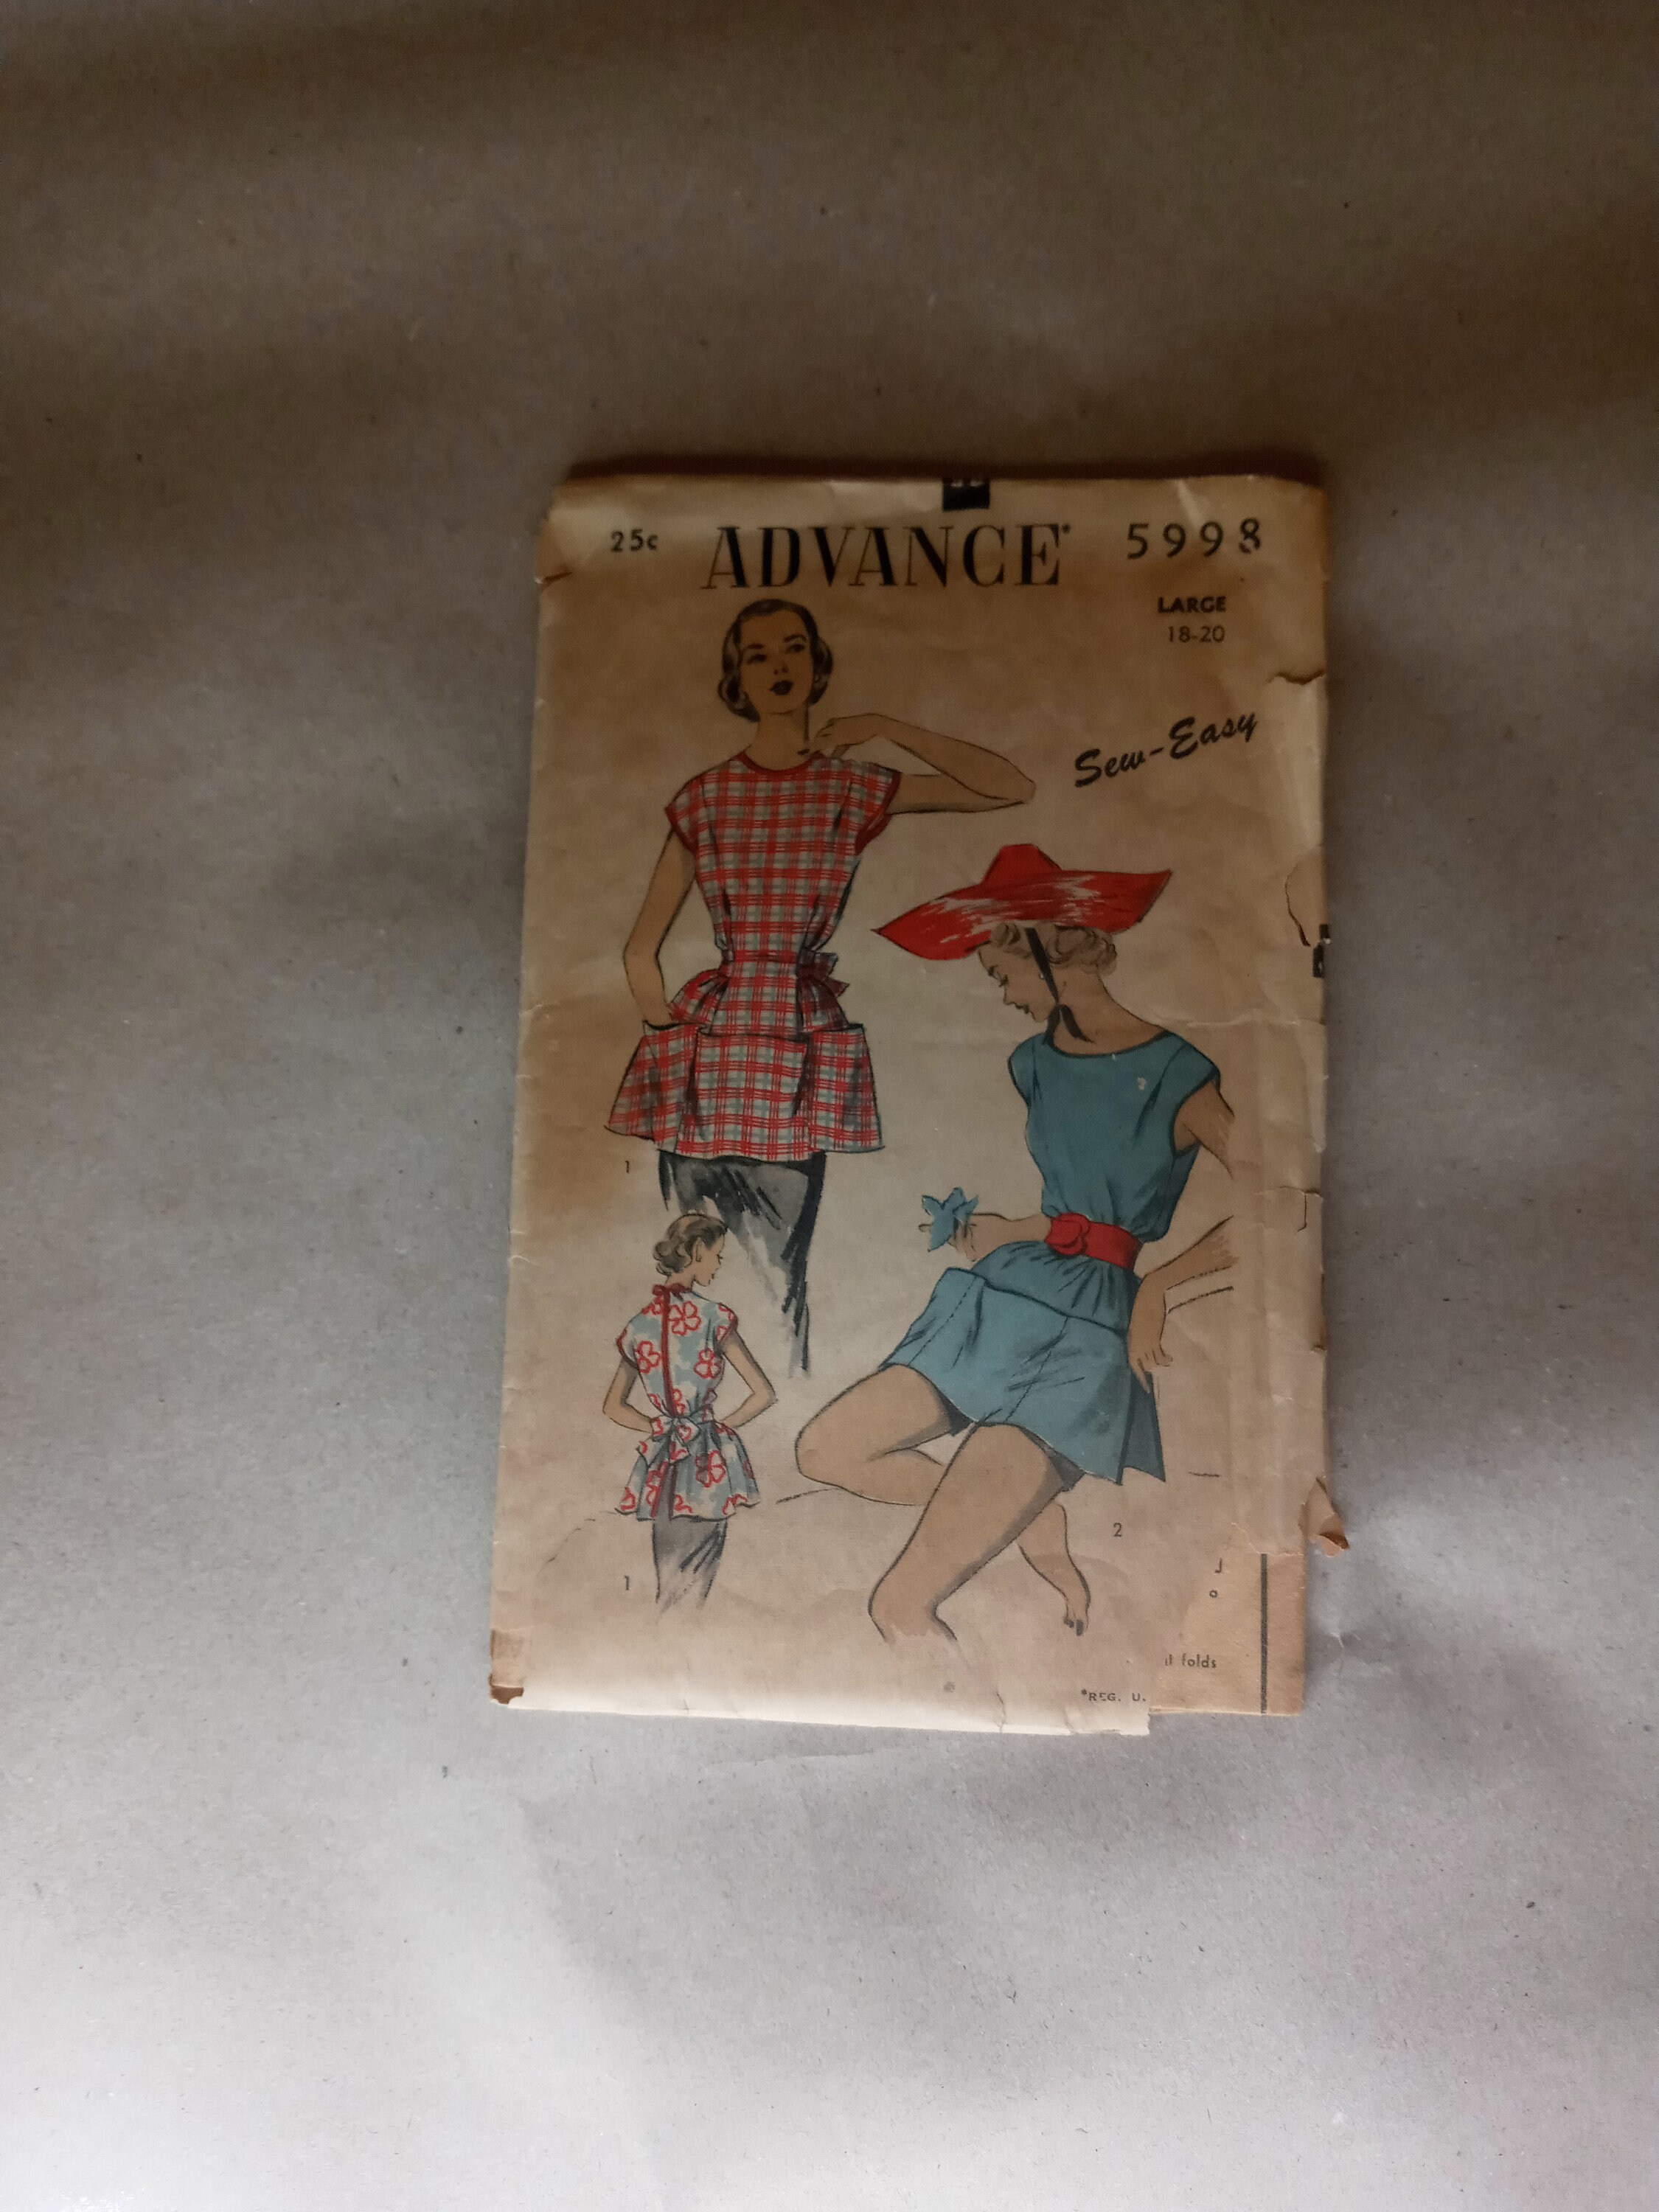 25c ADVANCE* 5998
LARGE
18-20
Sew-Easy
1
2
1
folds
*REG. U.